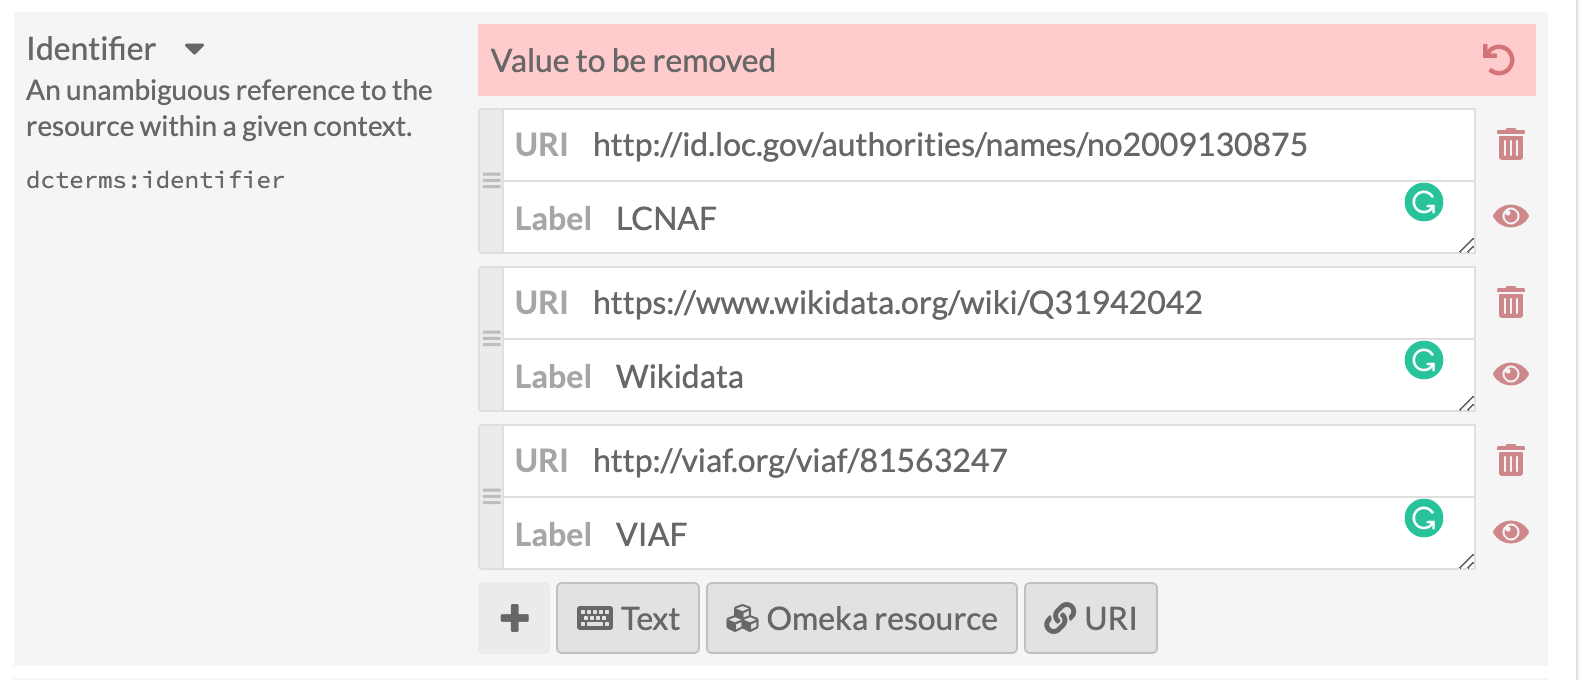 Identifier
An unambiguous reference to the
resource within a given context.
dcterms:identifier
Value to be removed
URI http://id.loc.gov/authorities/names/no2009130875
Label LCNAF
URI https://www.wikidata.org/wiki/Q31942042
Label Wikidata
URI http://viaf.org/viaf/81563247
Label VIAF
Text Omeka resource URI